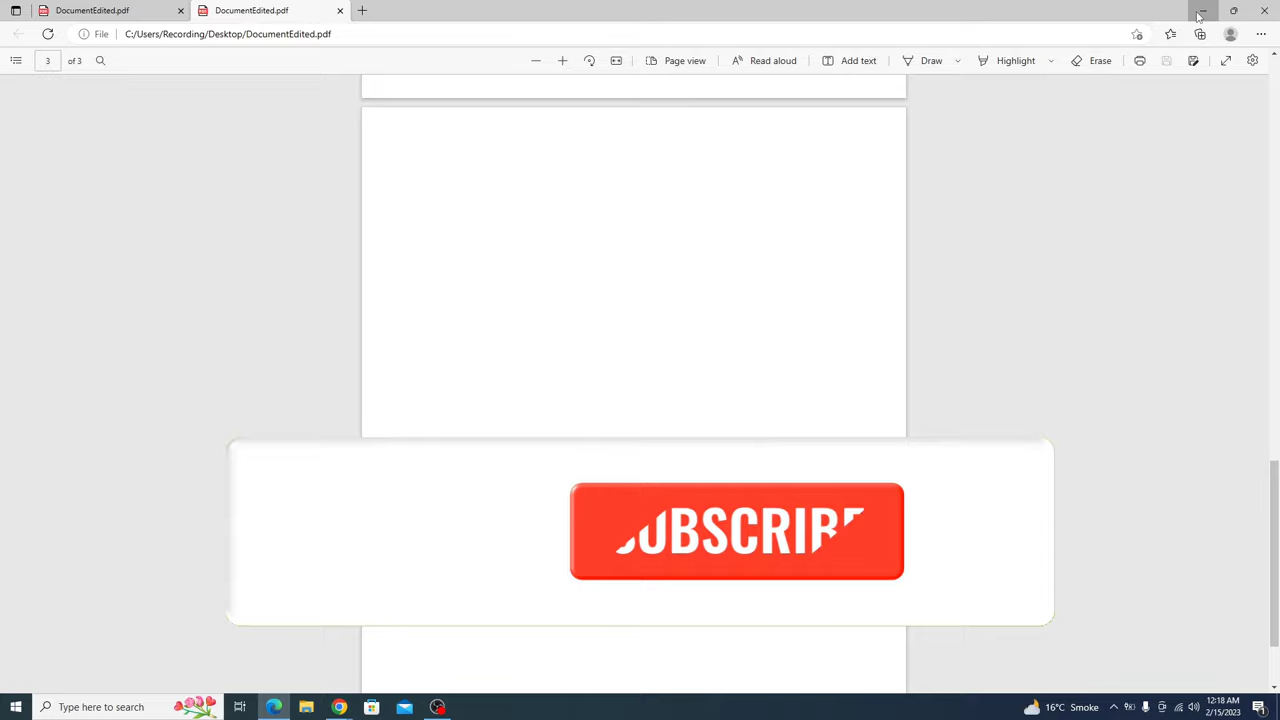 DocumentEdited.pdf
DocumentEdited.pdf
File
C:/Users/Recording/Desktop/DocumentEdited.pdf
3
of 3
Page view
Read aloud
Add text
Draw
Highlight
Erase
SUBSCRIBE
Type here to search
16°C Smoke
12:18 AM
2/15/2023